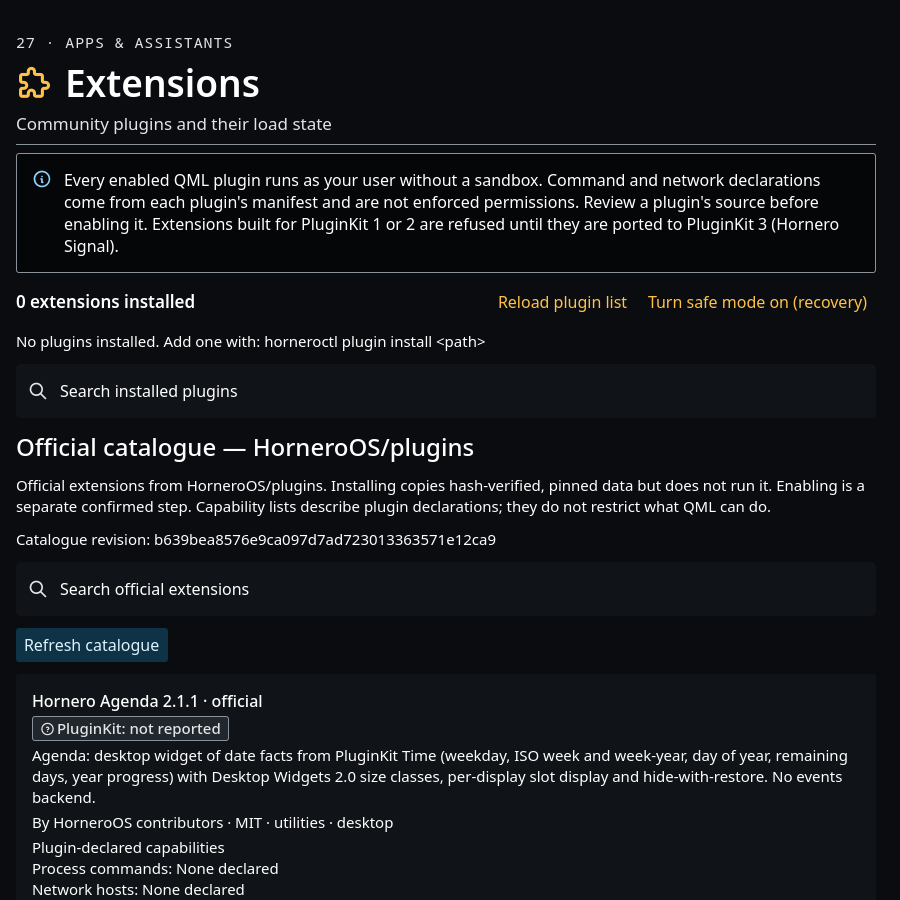 27 · APPS & ASSISTANTS
Extensions
Community plugins and their load state
Every enabled QML plugin runs as your user without a sandbox. Command and network declarations
come from each plugin's manifest and are not enforced permissions. Review a plugin's source before
enabling it. Extensions built for PluginKit 1 or 2 are refused until they are ported to PluginKit 3 (Hornero
Signal).
0 extensions installed
Reload plugin list
Turn safe mode on (recovery)
No plugins installed. Add one with: horneroctl plugin install <path>
Search installed plugins
Official catalogue — HorneroOS/plugins
Official extensions from HorneroOS/plugins. Installing copies hash-verified, pinned data but does not run it. Enabling is a
separate confirmed step. Capability lists describe plugin declarations; they do not restrict what QML can do.
Catalogue revision: b639bea8576e9ca097d7ad723013363571e12ca9
Search official extensions
Refresh catalogue
Hornero Agenda 2.1.1 · official
PluginKit: not reported
Agenda: desktop widget of date facts from PluginKit Time (weekday, ISO week and week-year, day of year, remaining
days, year progress) with Desktop Widgets 2.0 size classes, per-display slot display and hide-with-restore. No events
backend.
By HorneroOS contributors · MIT · utilities · desktop
Plugin-declared capabilities
Process commands: None declared
Network hosts: None declared